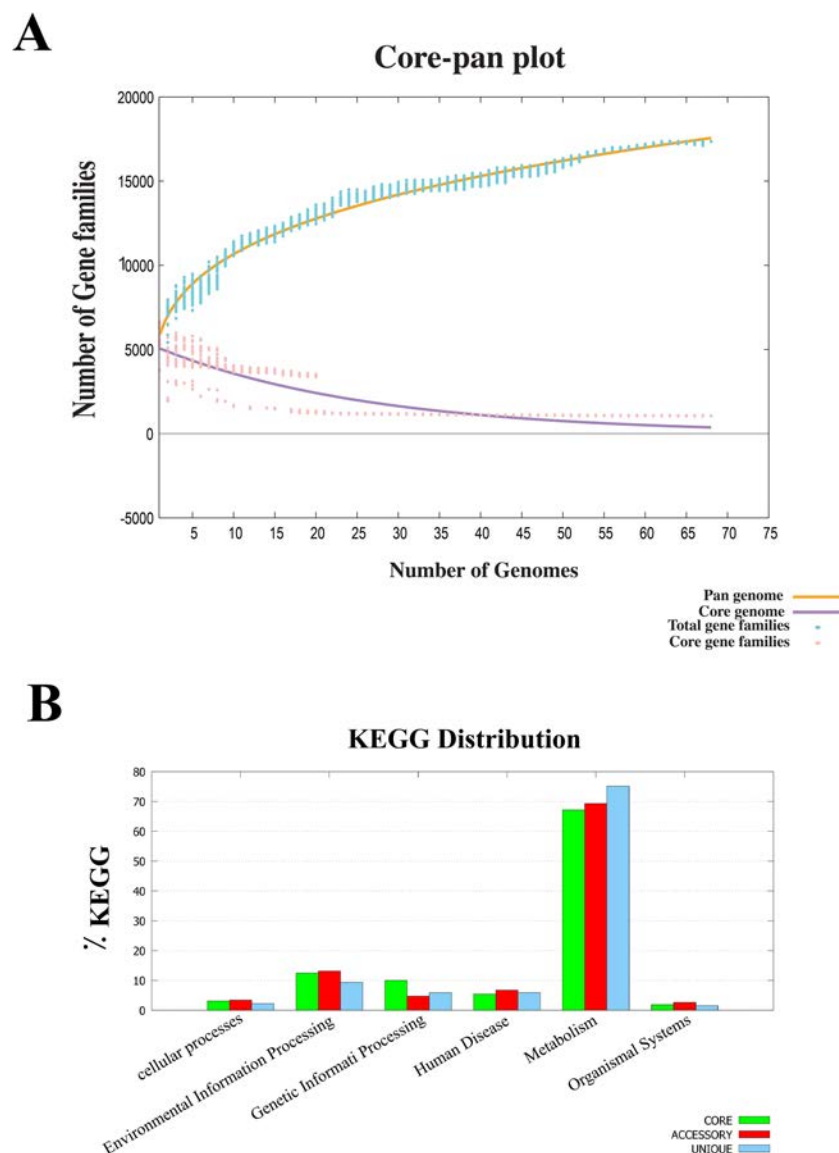 A
Core-pan plot
Number of Gene families
20000
15000
10000
5000
0
-5000
5 10 15 20 25 30 35 40 45 50 55 60 65 70 75
Number of Genomes
Pan genome
Core genome
Total gene families
Core gene families
B
KEGG Distribution
% KEGG
80
70
60
50
40
30
20
10
0
cellular processes
Environmental Information Processing
Genetic Informati Processing
Human Disease
Metabolism
Organismal Systems
CORE
ACCESSORY
UNIQUE